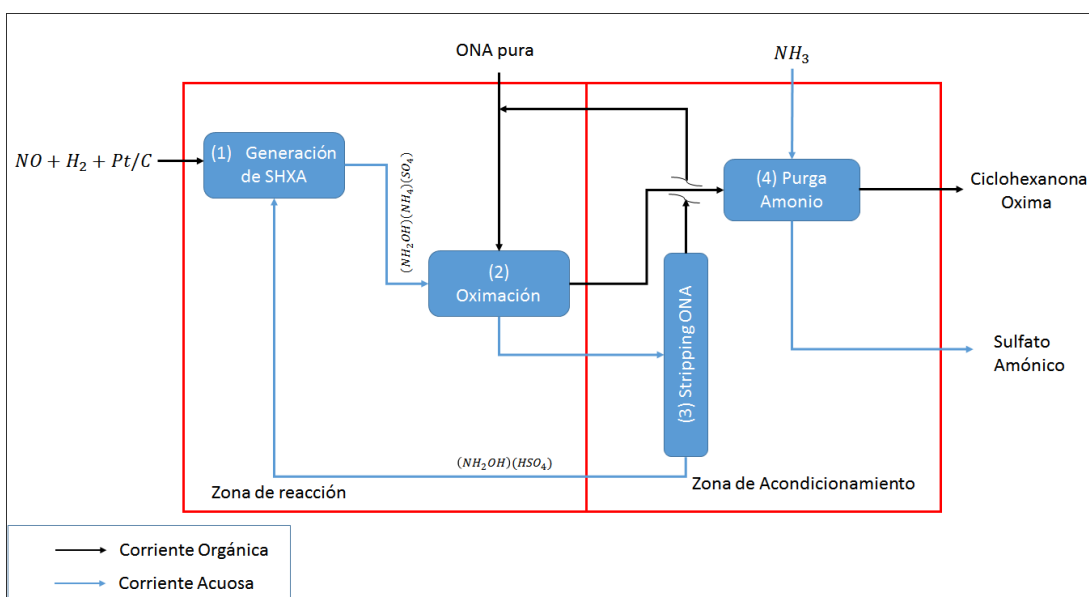 ONA pura
NH₃
NO + H₂ + Pt/C
(1) Generación
de SHXA
(NH₂OH)(NH₄)(SO₄)
(4) Purga
Amonio
Ciclohexanona
Oxima
(2)
Oximación
(3) Stripping ONA
Sulfato
Amónico
(NH₂OH)(HSO₄)
Zona de reacción
Zona de Acondicionamiento
Corriente Orgánica
Corriente Acuosa